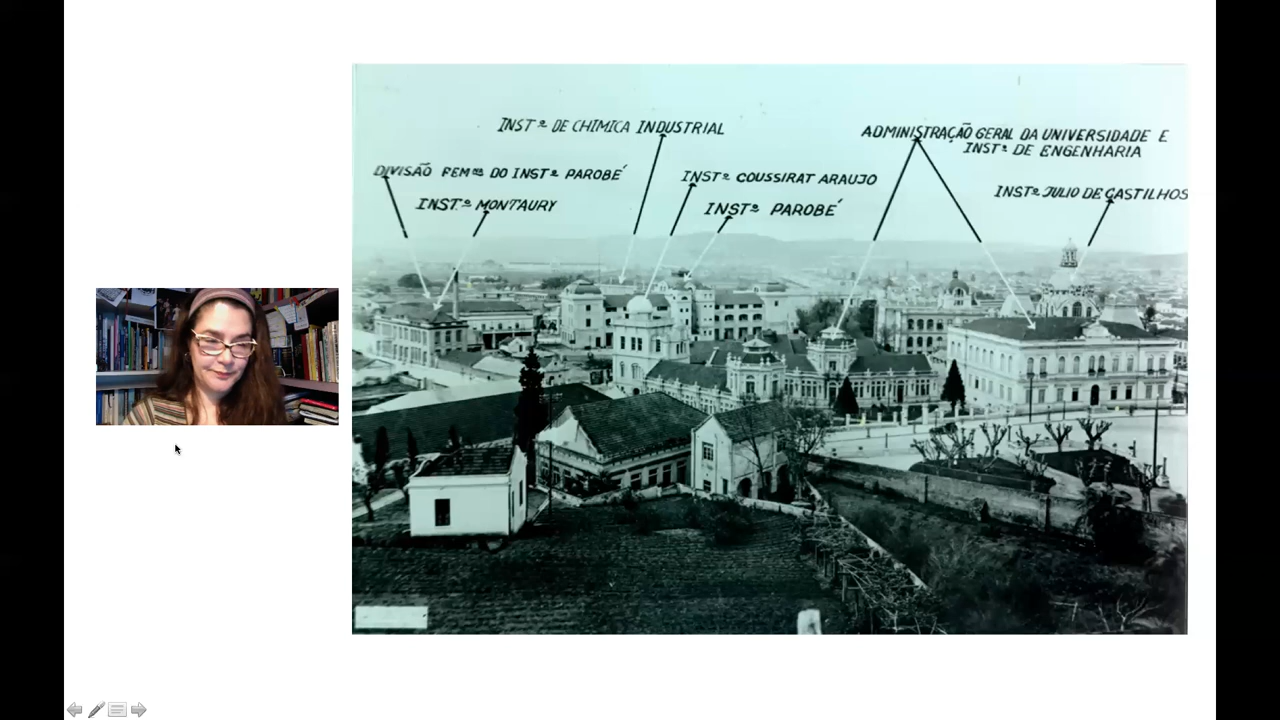 INSTº DE CHIMICA INDUSTRIAL
ADMINISTRAÇÃO GERAL DA UNIVERSIDADE E
INSTº DE ENGENHARIA
DIVISÃO FEMna DO INSTº PAROBÉ
INSTº COUSSIRAT ARAUJO
INSTº JULIO DE CASTILHOS
INSTº MONTAURY
INSTº PAROBÉ